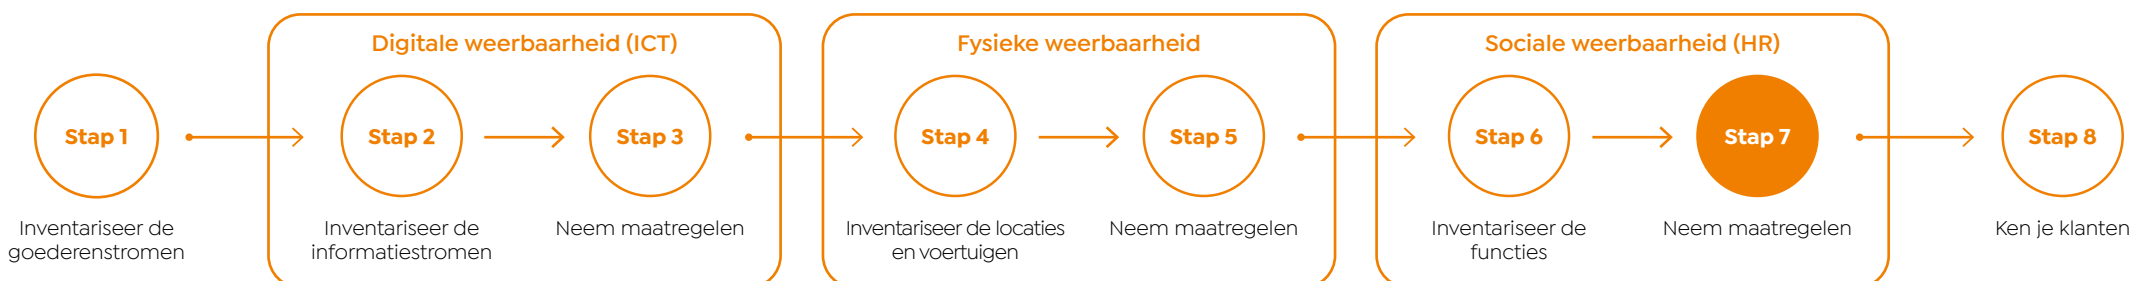 Digitale weerbaarheid (ICT)
Fysieke weerbaarheid
Sociale weerbaarheid (HR)
Stap 1
Stap 2
Stap 3
Stap 4
Stap 5
Stap 6
Stap 7
Stap 8
Inventariseer de
goederenstromen
Inventariseer de
informatiestromen
Neem maatregelen
Inventariseer de locaties
en voertuigen
Neem maatregelen
Inventariseer de
functies
Neem maatregelen
Ken je klanten